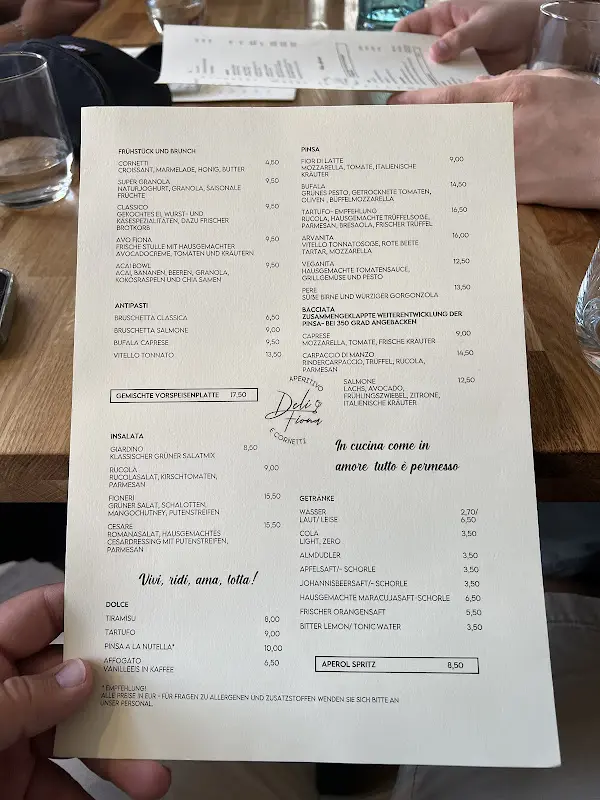 FRÜHSTÜCK UND BRUNCH
CORNETTI 4,50
CROISSANT, MARMELADE, HONIG, BUTTER
SUPER GRANOLA 9,50
NATURJOGHURT, GRANOLA, SAISONALE
FRÜCHTE
CLASSICO 9,50
GEKOCHTES EI, WURST- UND
KÄSESPEZIALITÄTEN, DAZU FRISCHER
BROTKORB
AVO FIONA 9,50
FRISCHE STULLE MIT HAUSGEMACHTER
AVOCADOCREME, TOMATEN UND KRÄUTERN
ACAI BOWL 9,50
ACAI, BANANEN, BEEREN, GRANOLA,
KOKOSRASPELN UND CHIA SAMEN
ANTIPASTI
BRUSCHETTA CLASSICA 6,50
BRUSCHETTA SALMONE 9,00
BUFALA CAPRESE 9,50
VITELLO TONNATO 13,50
GEMISCHTE VORSPEISENPLATTE 17,50
INSALATA
GIARDINO 8,50
KLASSISCHER GRÜNER SALATMIX
RUCOLA 9,00
RUCOLASALAT, KIRSCHTOMATEN,
PARMESAN
FIONERI 15,50
GRÜNER SALAT, SCHALOTTEN,
MANGOCHUTNEY, PUTENSTREIFEN
CESARE 15,50
ROMANASALAT, HAUSGEMACHTES
CESARDRESSING MIT PUTENSTREIFEN,
PARMESAN
Vivi, ridi, ama, lotta!
DOLCE
TIRAMISU 8,00
TARTUFO 9,00
PINSA A LA NUTELLA* 10,00
AFFOGATO 6,50
VANILLEEIS IN KAFFEE
* EMPFEHLUNG!
ALLE PREISE IN EUR - FÜR FRAGEN ZU ALLERGENEN UND ZUSATZSTOFFEN WENDEN SIE SICH BITTE AN
UNSER PERSONAL.
PINSA
FIOR DI LATTE 9,00
MOZZARELLA, TOMATE, ITALIENISCHE
KRÄUTER
BUFALA 14,50
GRÜNES PESTO, GETROCKNETE TOMATEN,
OLIVEN , BÜFFELMOZZARELLA
TARTUFO- EMPFEHLUNG 16,50
RUCOLA, HAUSGEMACHTE TRÜFFELSOßE,
PARMESAN, BRESAOLA, FRISCHER TRÜFFEL
ARVANITA 16,00
VITELLO TONNATOSOßE, ROTE BEETE
TARTAR, MOZZARELLA
VEGANITA 12,50
HAUSGEMACHTE TOMATENSAUCE,
GRILLGEMÜSE UND PESTO
PERE 13,50
SÜßE BIRNE UND WÜRZIGER GORGONZOLA
BACCIATA
ZUSAMMENGEKLAPPTE WEITERENTWICKLUNG DER
PINSA- BEI 350 GRAD ANGEBACKEN
CAPRESE 9,00
MOZZARELLA, TOMATE, FRISCHE KRÄUTER
CARPACCIO DI MANZO 14,50
RINDERCARPACCIO, TRÜFFEL, RUCOLA,
PARMESAN
SALMONE 12,50
LACHS, AVOCADO,
FRÜHLINGSZWIEBEL, ZITRONE,
ITALIENISCHE KRÄUTER
APERITIVO
Deli
Fiona
E CORNETTI
In cucina come in
amore tutto è permesso
GETRÄNKE
WASSER 2,70/
LAUT/ LEISE 6,50
COLA 3,50
LIGHT, ZERO
ALMDUDLER 3,50
APFELSAFT/- SCHORLE 3,50
JOHANNISBEERSAFT/- SCHORLE 3,50
HAUSGEMACHTE MARACUJASAFT-SCHORLE 6,50
FRISCHER ORANGENSAFT 5,50
BITTER LEMON/ TONIC WATER 3,50
APEROL SPRITZ 8,50